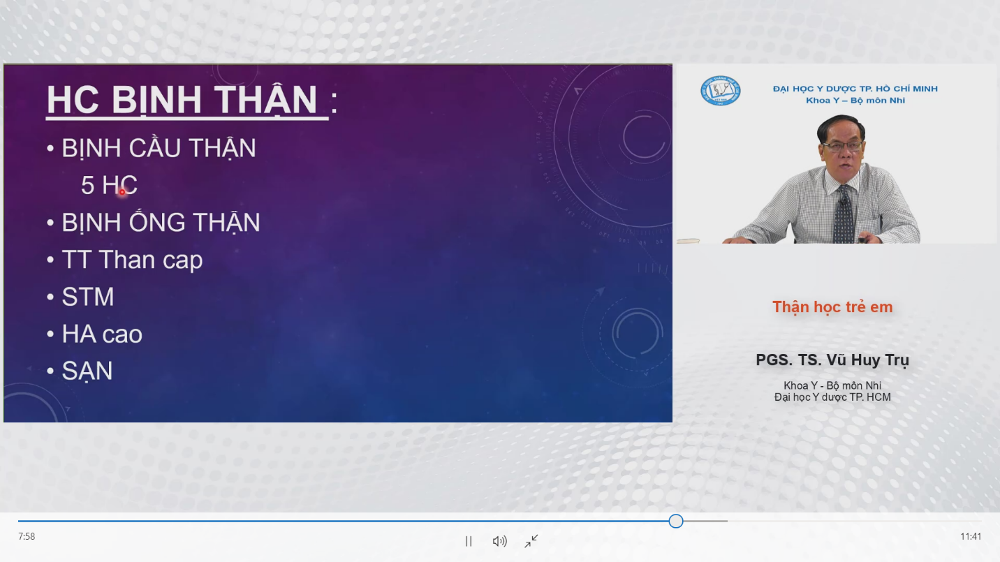 HC BỊNH THẬN :
• BỊNH CẦU THẬN
5 HC
• BỊNH ỐNG THẬN
• TT Than cap
• STM
• HA cao
• SẠN
ĐẠI HỌC Y DƯỢC TP. HỒ CHÍ MINH
Khoa Y – Bộ môn Nhi
Thận học trẻ em
PGS. TS. Vũ Huy Trụ
Khoa Y - Bộ môn Nhi
Đại học Y dược TP. HCM
7:58
11:41